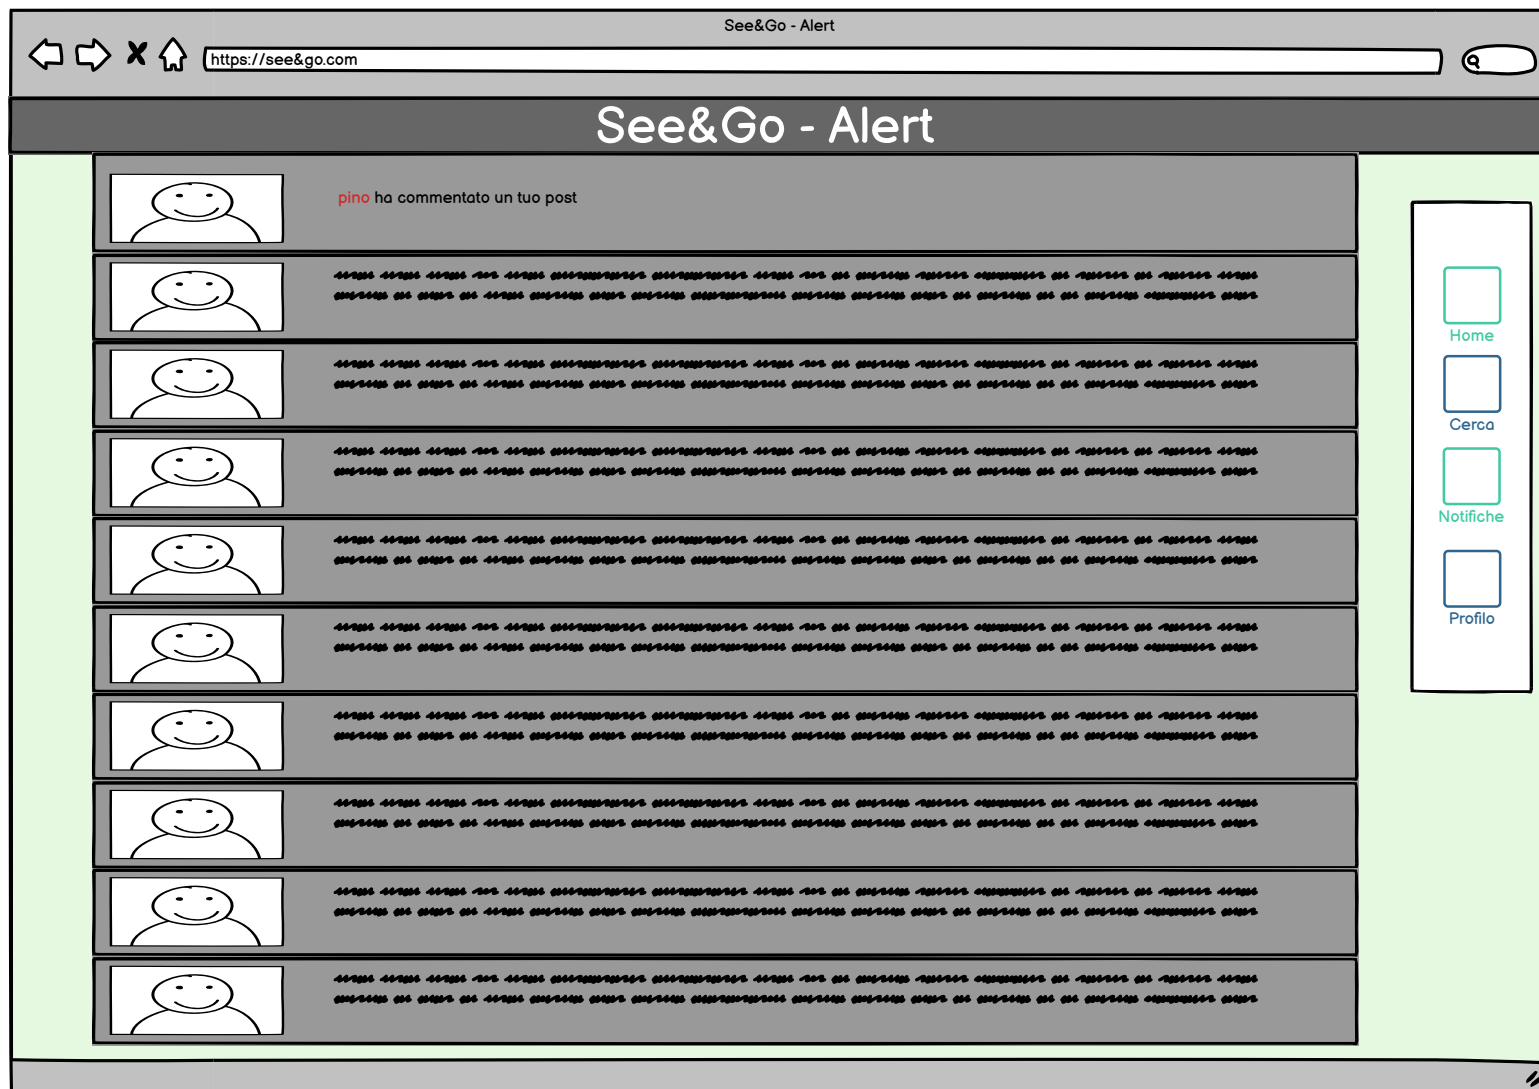 See&Go - Alert
https://see&go.com
See&Go - Alert
pino ha commentato un tuo post
Home
Cerca
Notifiche
Profilo